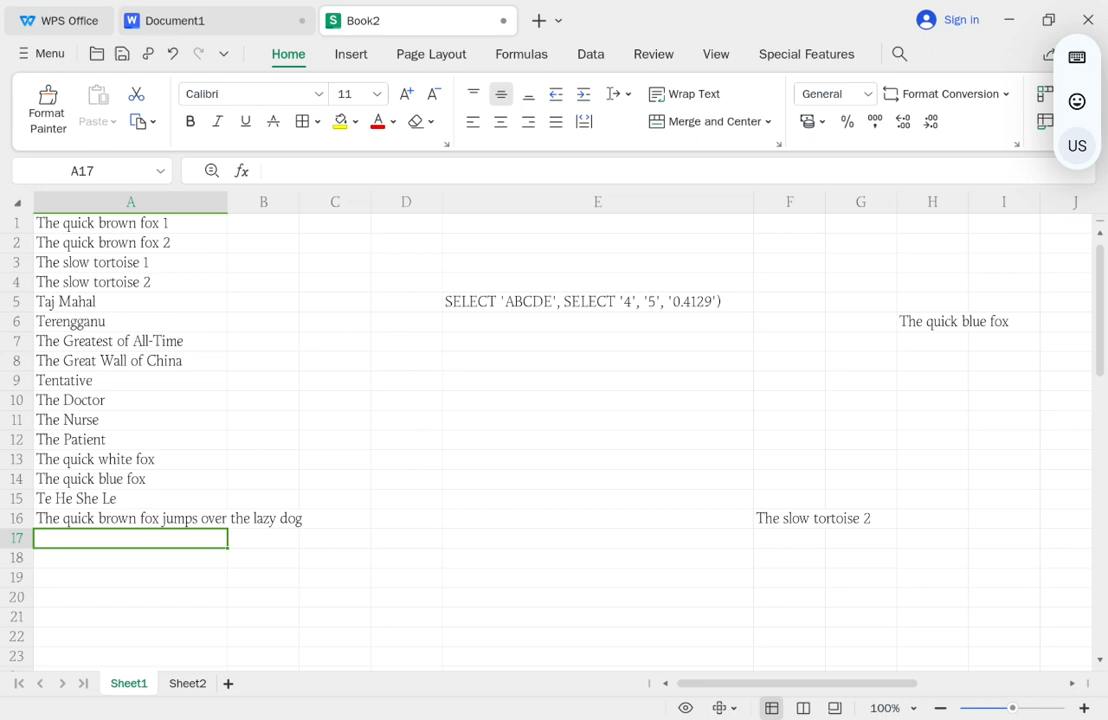 WPS Office
Document1
Book2
Sign in
Menu
Home
Insert
Page Layout
Formulas
Data
Review
View
Special Features
Format Painter
Paste
Calibri
11
A+
A-
B I U A
Wrap Text
Merge and Center
General
Format Conversion
%
US
A17
fx
A B C D E F G H I J
1 The quick brown fox 1
2 The quick brown fox 2
3 The slow tortoise 1
4 The slow tortoise 2
5 Taj Mahal SELECT 'ABCDE', SELECT '4', '5', '0.4129')
6 Terengganu The quick blue fox
7 The Greatest of All-Time
8 The Great Wall of China
9 Tentative
10 The Doctor
11 The Nurse
12 The Patient
13 The quick white fox
14 The quick blue fox
15 Te He She Le
16 The quick brown fox jumps over the lazy dog The slow tortoise 2
17
18
19
20
21
22
23
Sheet1 Sheet2
100%